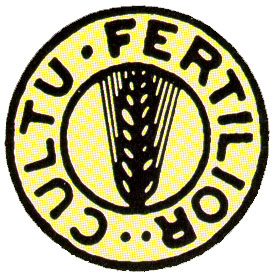 CULTU · FERTILIOR ··